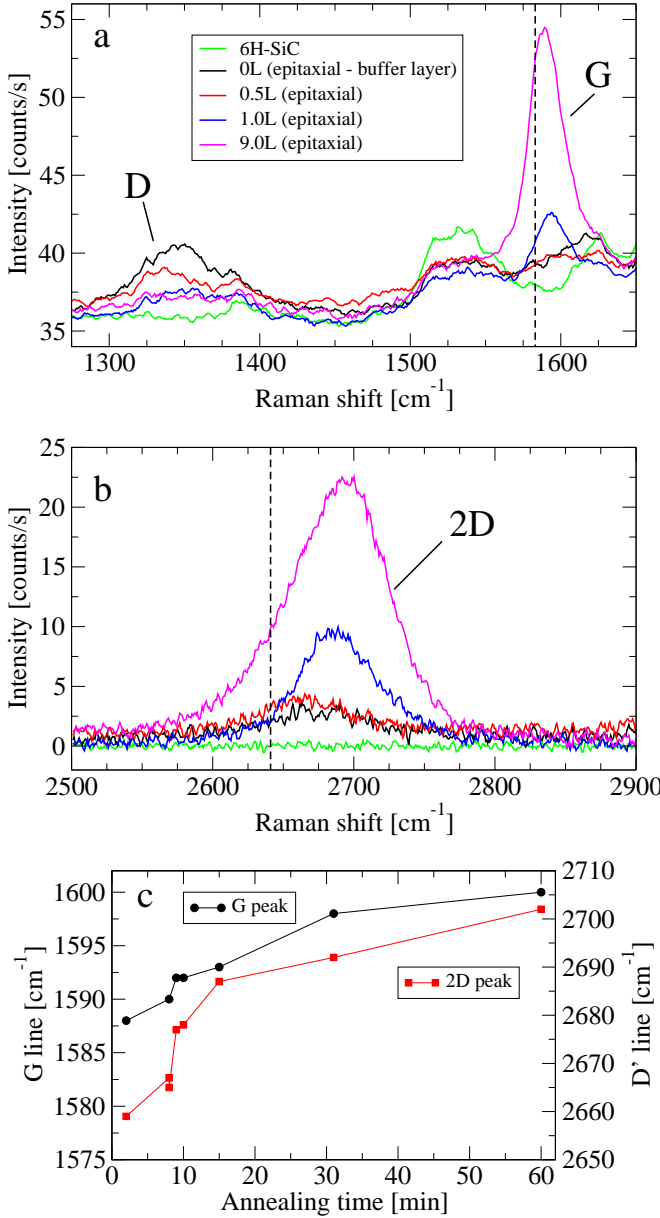 a
6H-SiC
0L (epitaxial - buffer layer)
0.5L (epitaxial)
1.0L (epitaxial)
9.0L (epitaxial)
D
G
Intensity [counts/s]
55
50
45
40
35
1300 1400 1500 1600
Raman shift [cm⁻¹]
b
2D
Intensity [counts/s]
25
20
15
10
5
0
2500 2600 2700 2800 2900
Raman shift [cm⁻¹]
c
G peak
2D peak
G line [cm⁻¹]
1600
1595
1590
1585
1580
1575
2710
2700
2690
2680
2670
2660
2650
D' line [cm⁻¹]
0 10 20 30 40 50 60
Annealing time [min]